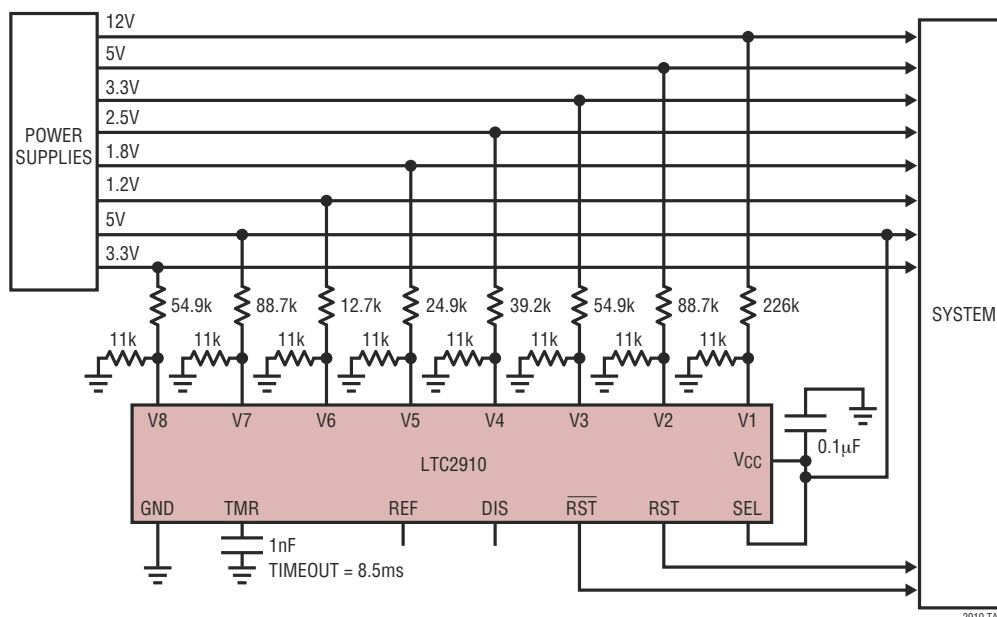 12V
5V
3.3V
2.5V
1.8V
1.2V
5V
3.3V
POWER
SUPPLIES
SYSTEM
54.9k
88.7k
12.7k
24.9k
39.2k
54.9k
88.7k
226k
11k
11k
11k
11k
11k
11k
11k
11k
V8
V7
V6
V5
V4
V3
V2
V1
0.1μF
VCC
LTC2910
GND
TMR
REF
DIS
RST
RST
SEL
1nF
TIMEOUT = 8.5ms